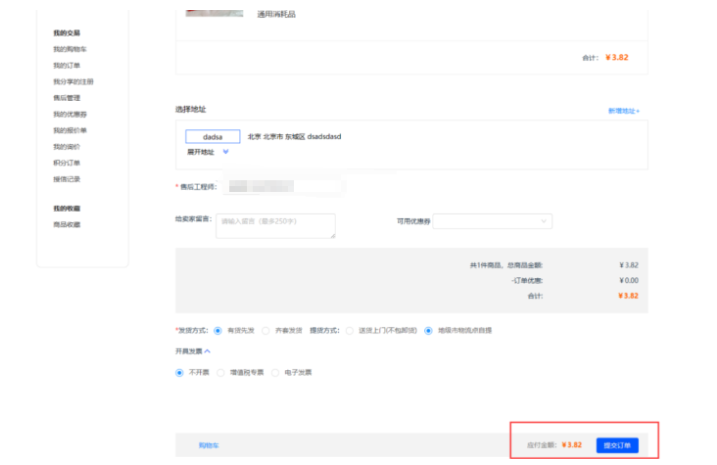 通用消耗品
合计: ¥3.82
我的交易
我的购物车
我的订单
我分享的注册
售后管理
我的优惠券
我的报价单
我的询价
积分订单
授信记录
我的收藏
商品收藏
选择地址
新增地址+
dadsa 北京 北京市 东城区 dsadsdasd
展开地址
*售后工程师:
给卖家留言: 请输入留言（最多250字） 可用优惠券
共1件商品，总商品金额: ¥3.82
-订单优惠: ¥0.00
合计: ¥3.82
*发货方式: 有货先发 齐套发货 提货方式: 送货上门(不包卸货) 地级市物流点自提
开具发票
不开票 增值税专票 电子发票
购物车 应付金额: ¥3.82 提交订单